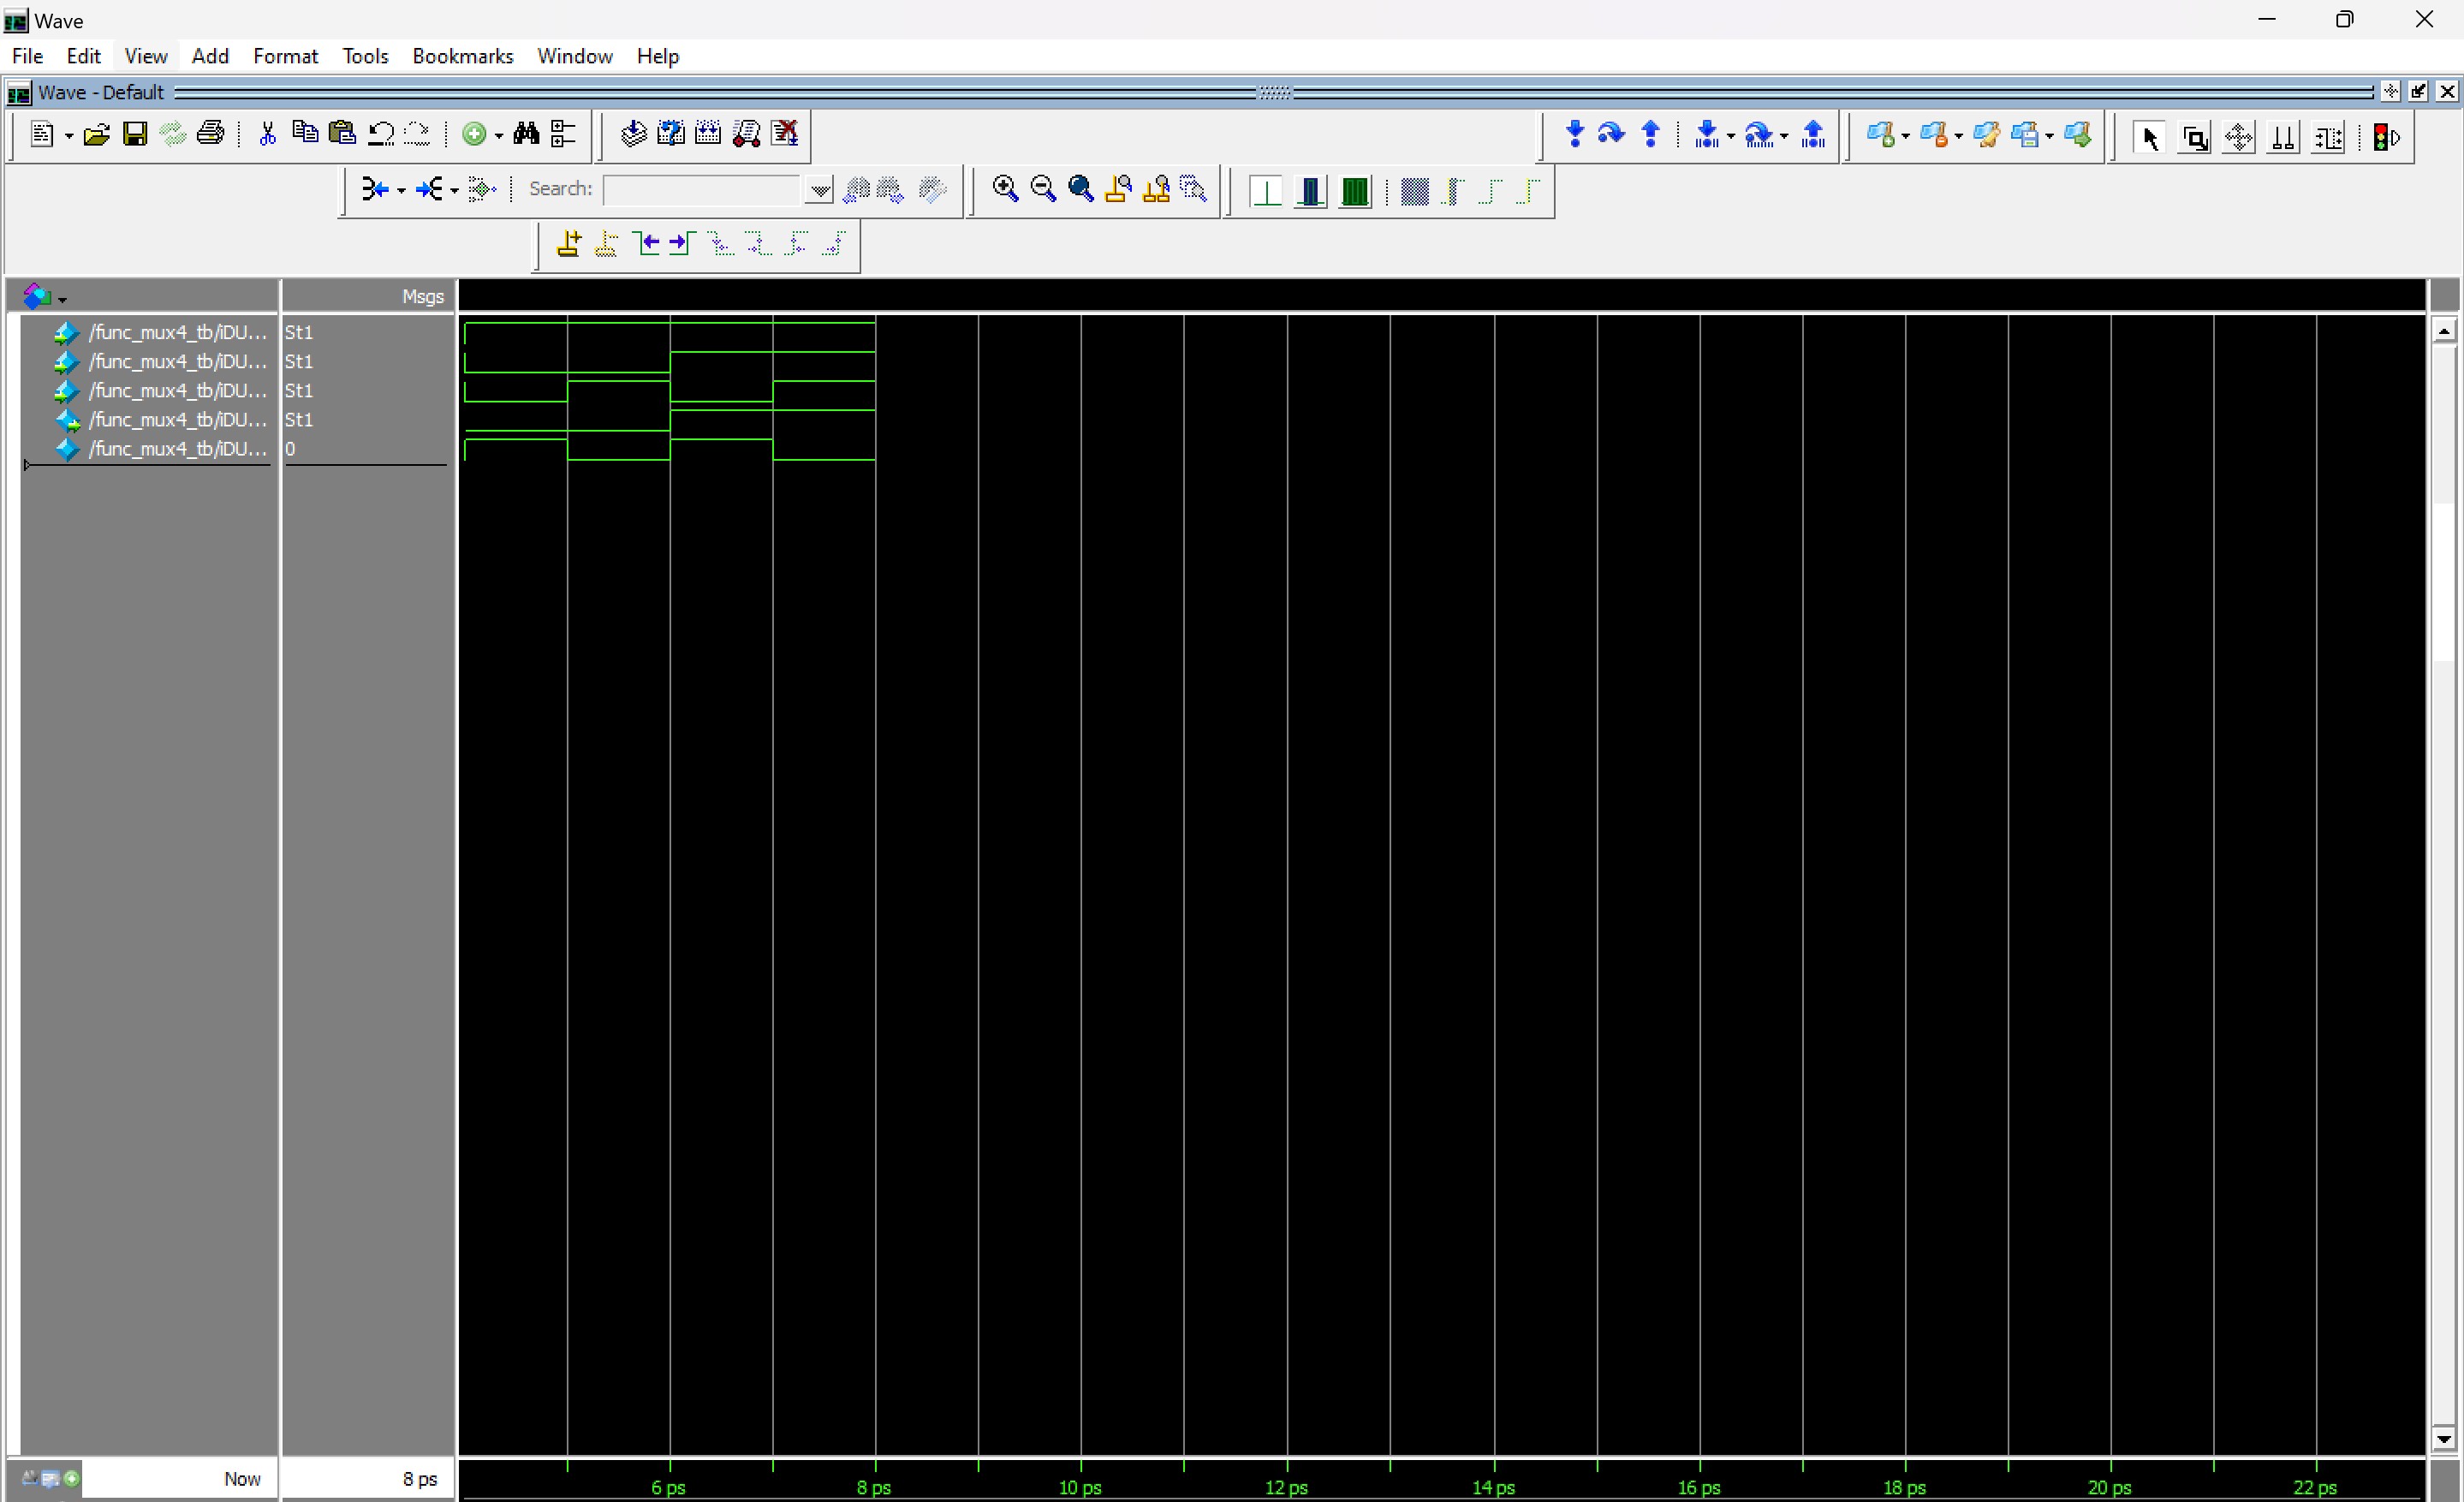 Wave
File Edit View Add Format Tools Bookmarks Window Help
Wave - Default
Search:
Msgs
/func_mux4_tb/iDU... St1
/func_mux4_tb/iDU... St1
/func_mux4_tb/iDU... St1
/func_mux4_tb/iDU... St1
/func_mux4_tb/iDU... 0
Now 8 ps 6 ps 8 ps 10 ps 12 ps 14 ps 16 ps 18 ps 20 ps 22 ps